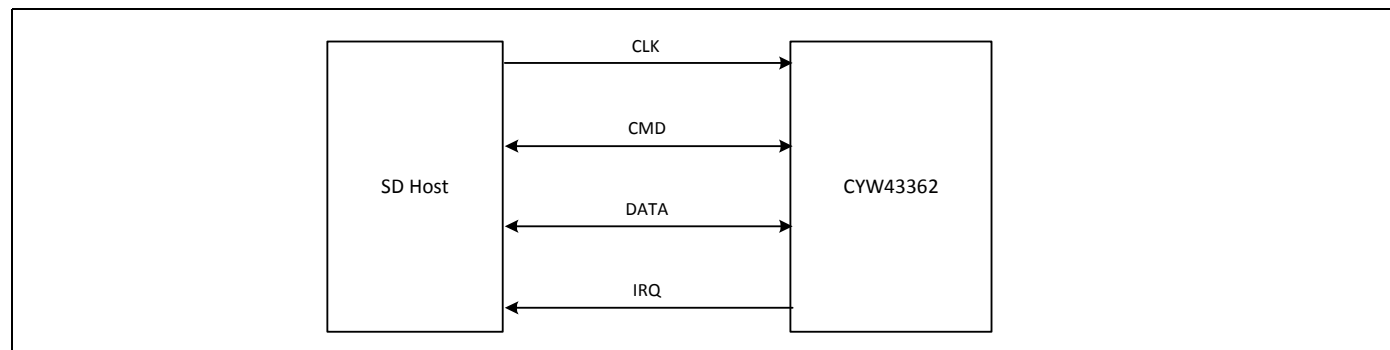 CLK
CMD
SD Host
CYW43362
DATA
IRQ